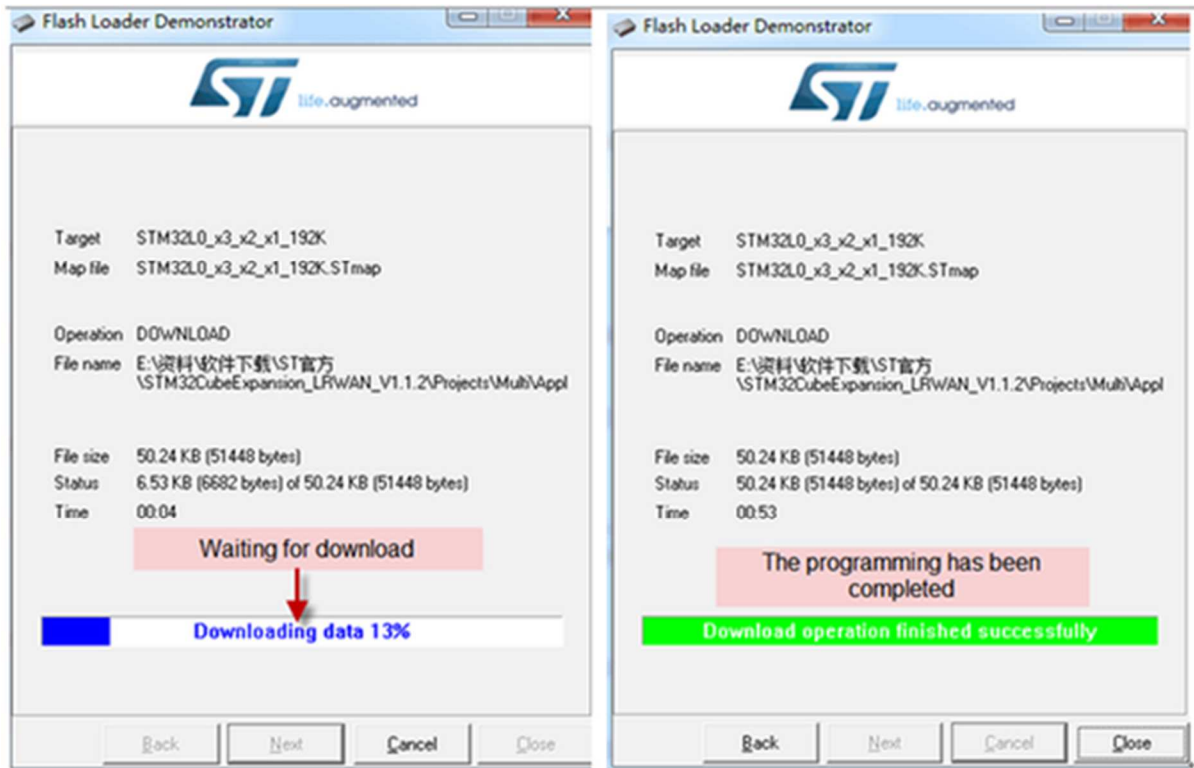 Flash Loader Demonstrator
ST life.augmented
Target STM32L0_x3_x2_x1_192K
Map file STM32L0_x3_x2_x1_192K.STmap
Operation DOWNLOAD
File name E:\资料\软件下载\ST官方
\STM32CubeExpansion_LRWAN_V1.1.2\Projects\Multi\Appl
File size 50.24 KB (51448 bytes)
Status 6.53 KB (6682 bytes) of 50.24 KB (51448 bytes)
Time 00:04
Waiting for download
Downloading data 13%
Back Next Cancel Close
Flash Loader Demonstrator
ST life.augmented
Target STM32L0_x3_x2_x1_192K
Map file STM32L0_x3_x2_x1_192K.STmap
Operation DOWNLOAD
File name E:\资料\软件下载\ST官方
\STM32CubeExpansion_LRWAN_V1.1.2\Projects\Multi\Appl
File size 50.24 KB (51448 bytes)
Status 50.24 KB (51448 bytes) of 50.24 KB (51448 bytes)
Time 00:53
The programming has been
completed
Download operation finished successfully
Back Next Cancel Close